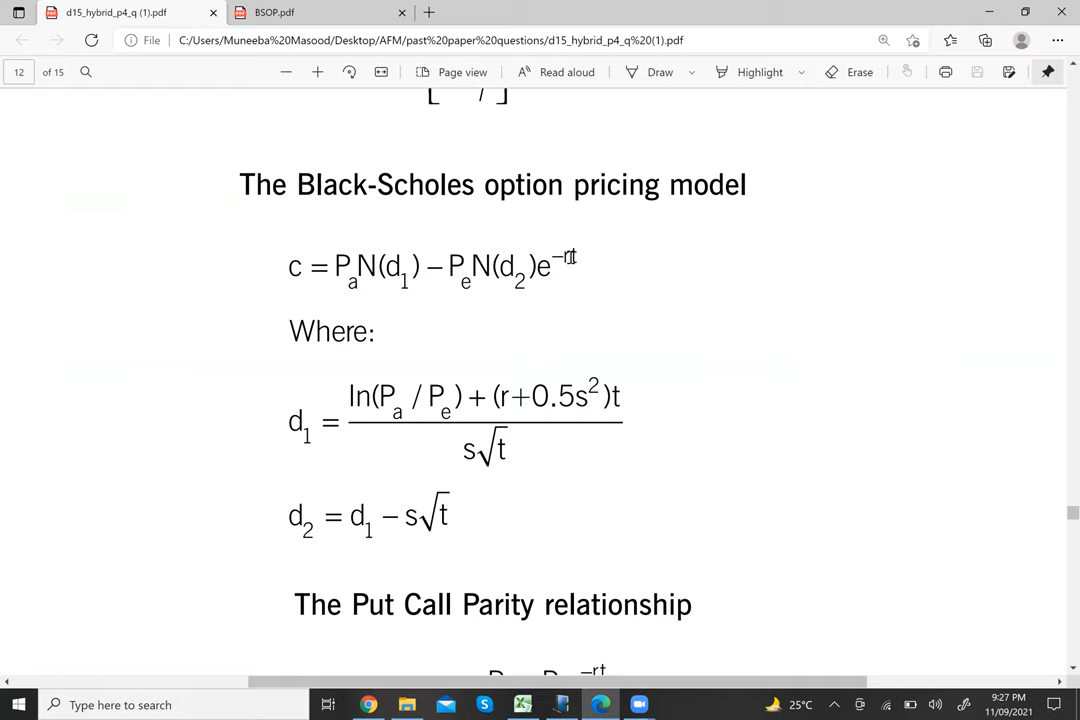 d15_hybrid_p4_q (1).pdf
BSOP.pdf
File
C:/Users/Muneeba%20Masood/Desktop/AFM/past%20paper%20questions/d15_hybrid_p4_q%20(1).pdf
12 of 15
Page view
Read aloud
Draw
Highlight
Erase
The Black-Scholes option pricing model
c = PₐN(d₁) – PₑN(d₂)e^–rt
Where:
d₁ = ln(Pₐ / Pₑ) + (r+0.5s²)t
s√t
d₂ = d₁ – s√t
The Put Call Parity relationship
Type here to search
25°C
9:27 PM
11/09/2021